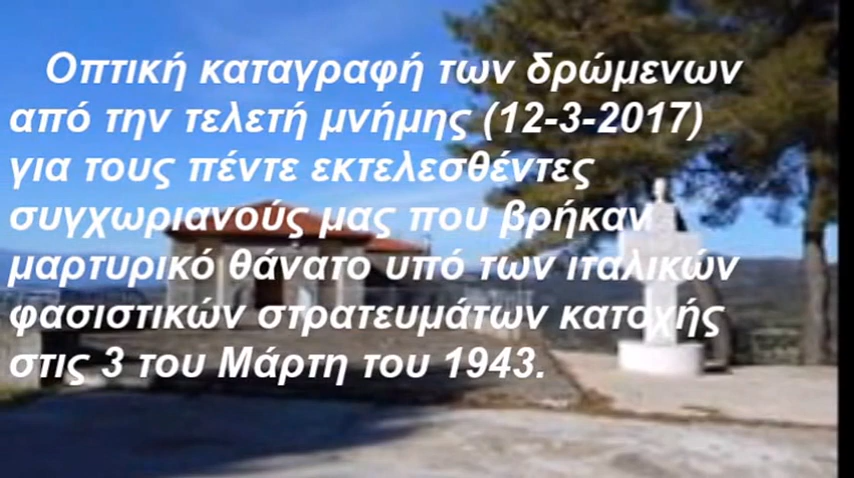 Οπτική καταγραφή των δρώμενων
από την τελετή μνήμης (12-3-2017)
για τους πέντε εκτελεσθέντες
συγχωριανούς μας που βρήκαν
μαρτυρικό θάνατο υπό των ιταλικών
φασιστικών στρατευμάτων κατοχής
στις 3 του Μάρτη του 1943.